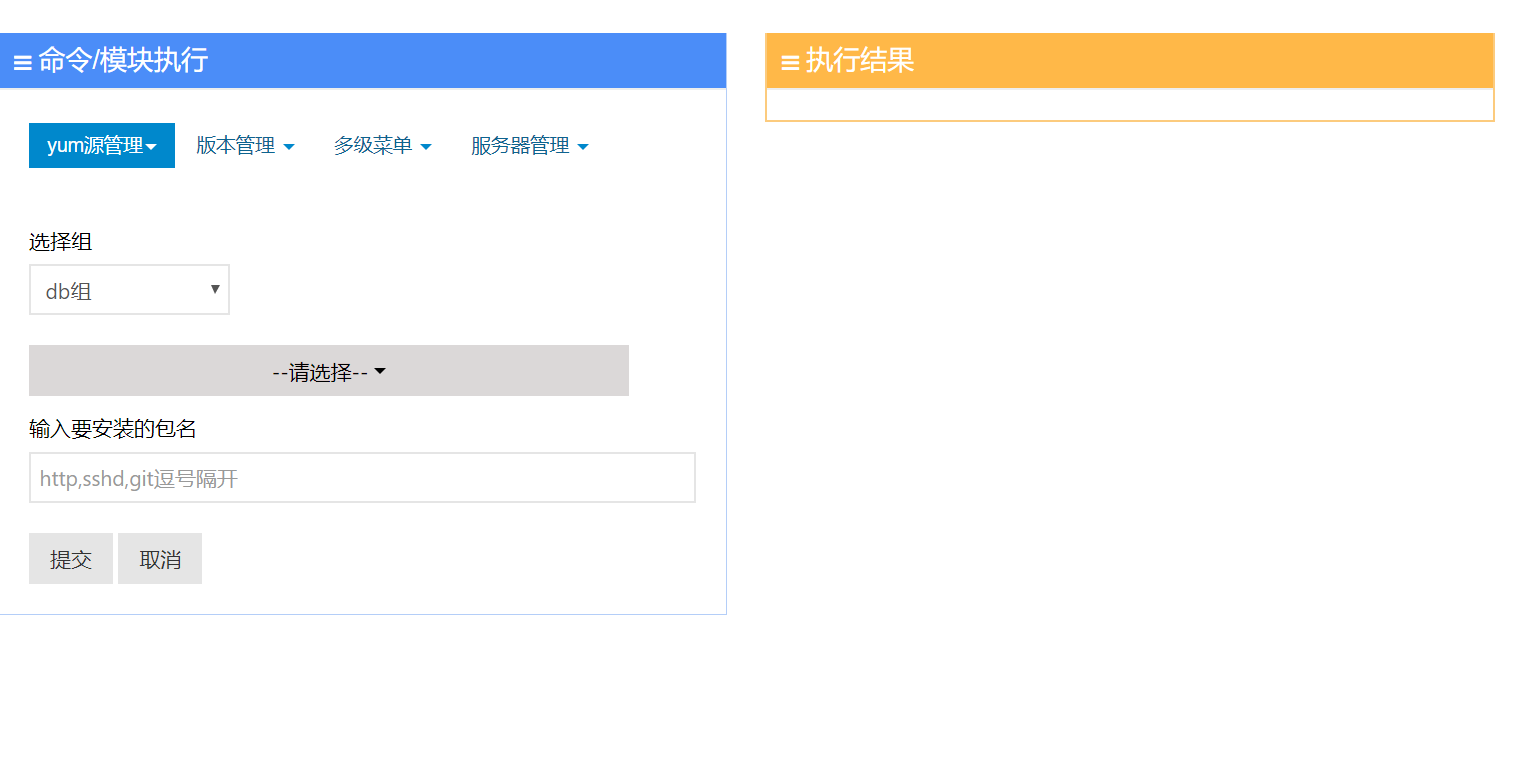 命令/模块执行
yum源管理 版本管理 多级菜单 服务器管理
选择组
db组
--请选择--
输入要安装的包名
http,sshd,git逗号隔开
提交 取消
执行结果